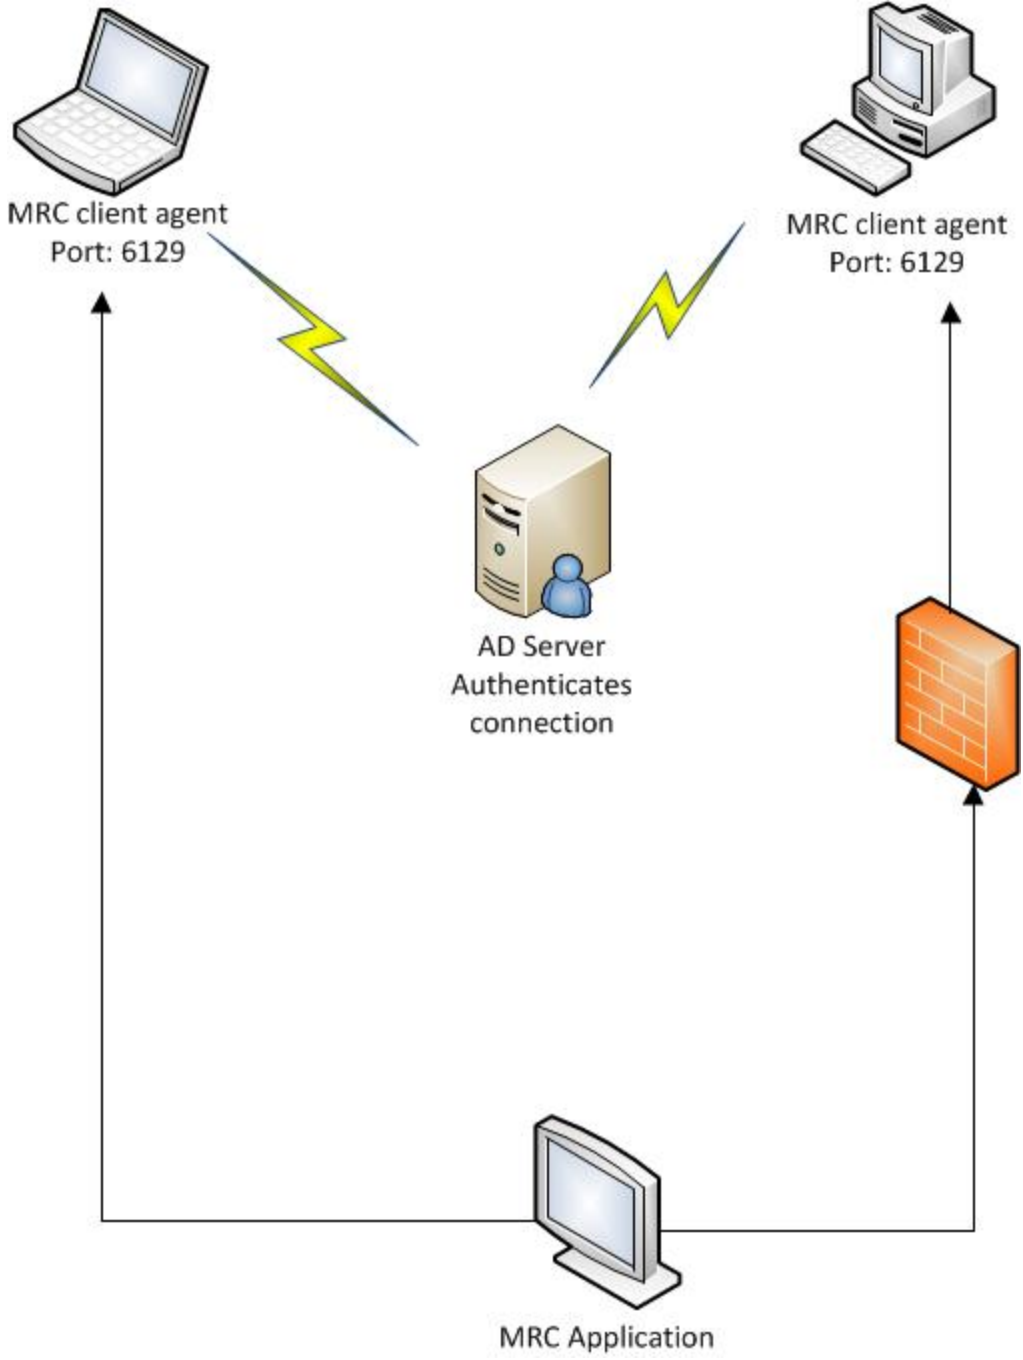 MRC client agent
Port: 6129
MRC client agent
Port: 6129
AD Server
Authenticates
connection
MRC Application